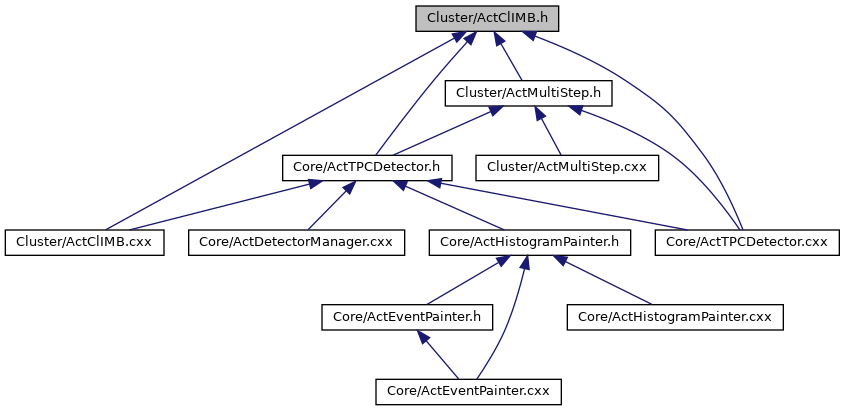 Cluster/ActClIMB.h
Cluster/ActMultiStep.h
Core/ActTPCDetector.h
Cluster/ActMultiStep.cxx
Cluster/ActClIMB.cxx
Core/ActDetectorManager.cxx
Core/ActHistogramPainter.h
Core/ActTPCDetector.cxx
Core/ActEventPainter.h
Core/ActHistogramPainter.cxx
Core/ActEventPainter.cxx